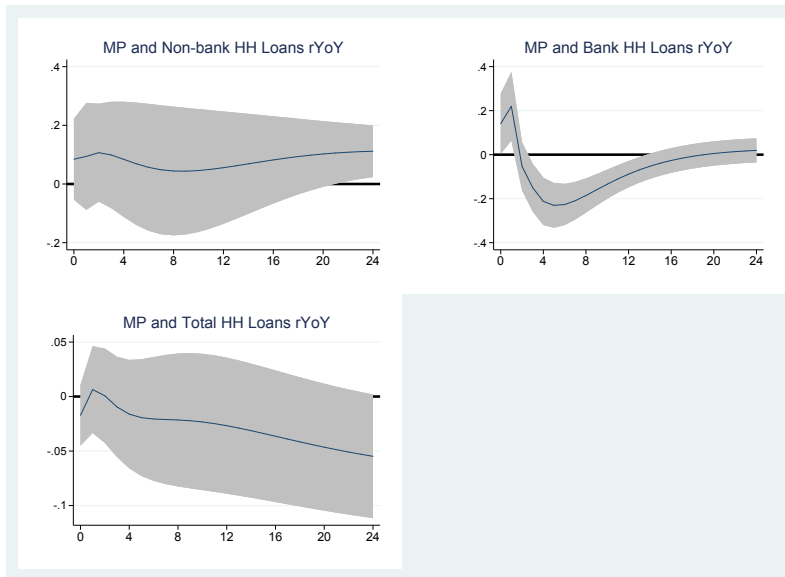 MP and Non-bank HH Loans rYoY
.4
.2
0
-.2
0 4 8 12 16 20 24
MP and Bank HH Loans rYoY
.4
.2
0
-.2
-.4
0 4 8 12 16 20 24
MP and Total HH Loans rYoY
.05
0
-.05
-.1
0 4 8 12 16 20 24